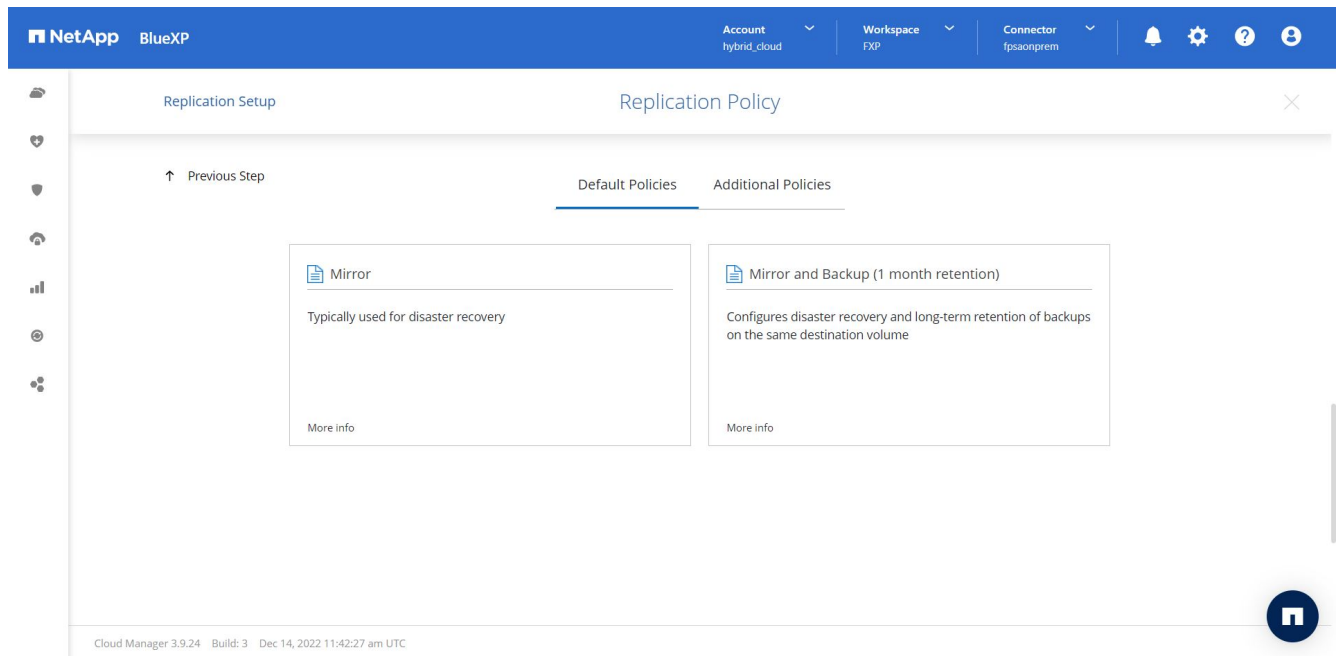 NetApp BlueXP
Account
hybrid_cloud
Workspace
FXP
Connector
fpsaonprem
Replication Setup
Replication Policy
↑ Previous Step
Default Policies
Additional Policies
Mirror
Typically used for disaster recovery
More info
Mirror and Backup (1 month retention)
Configures disaster recovery and long-term retention of backups
on the same destination volume
More info
Cloud Manager 3.9.24 Build: 3 Dec 14, 2022 11:42:27 am UTC